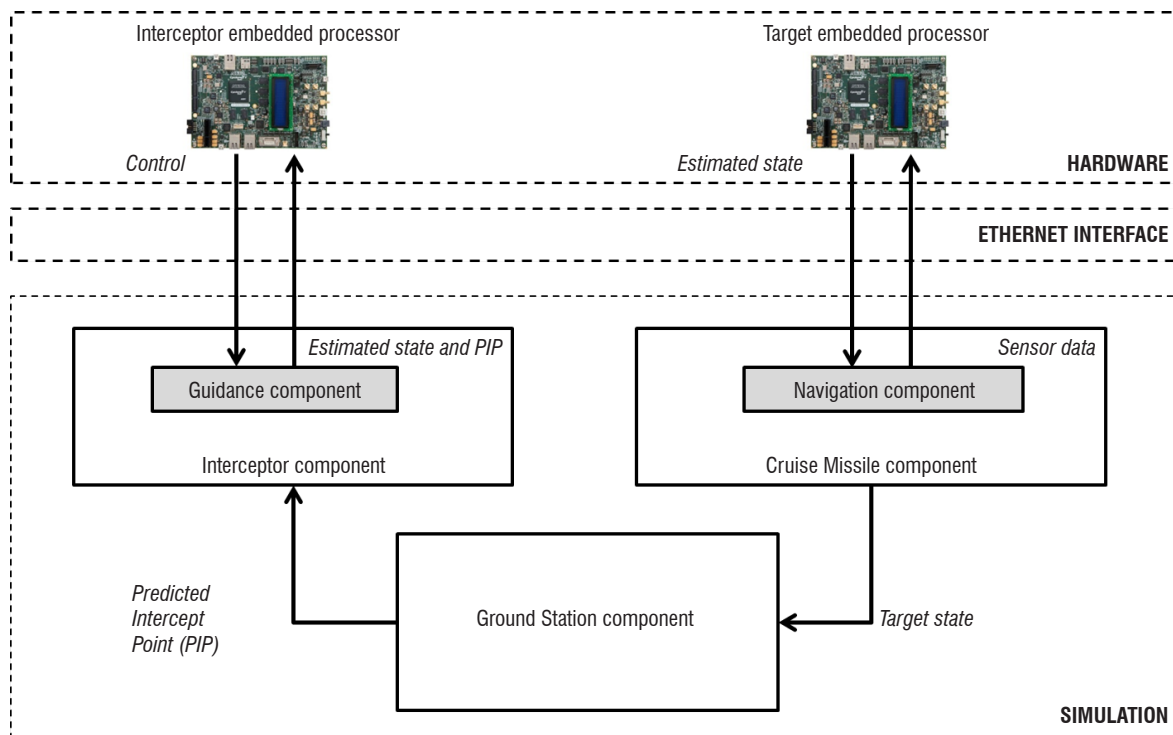 Interceptor embedded processor
Target embedded processor
Control
Estimated state
HARDWARE
ETHERNET INTERFACE
Estimated state and PIP
Sensor data
Guidance component
Navigation component
Interceptor component
Cruise Missile component
Predicted
Intercept
Point (PIP)
Ground Station component
Target state
SIMULATION